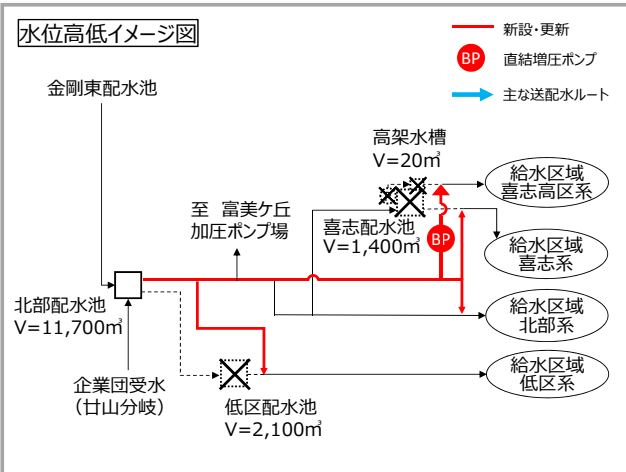 水位高低イメージ図
新設・更新
BP
直結増圧ポンプ
主な送配水ルート
金剛東配水池
高架水槽
V=20㎥
給水区域
喜志高区系
至 富美ケ丘
加圧ポンプ場
喜志配水池
V=1,400㎥
BP
給水区域
喜志系
北部配水池
V=11,700㎥
給水区域
北部系
企業団受水
（廿山分岐）
低区配水池
V=2,100㎥
給水区域
低区系